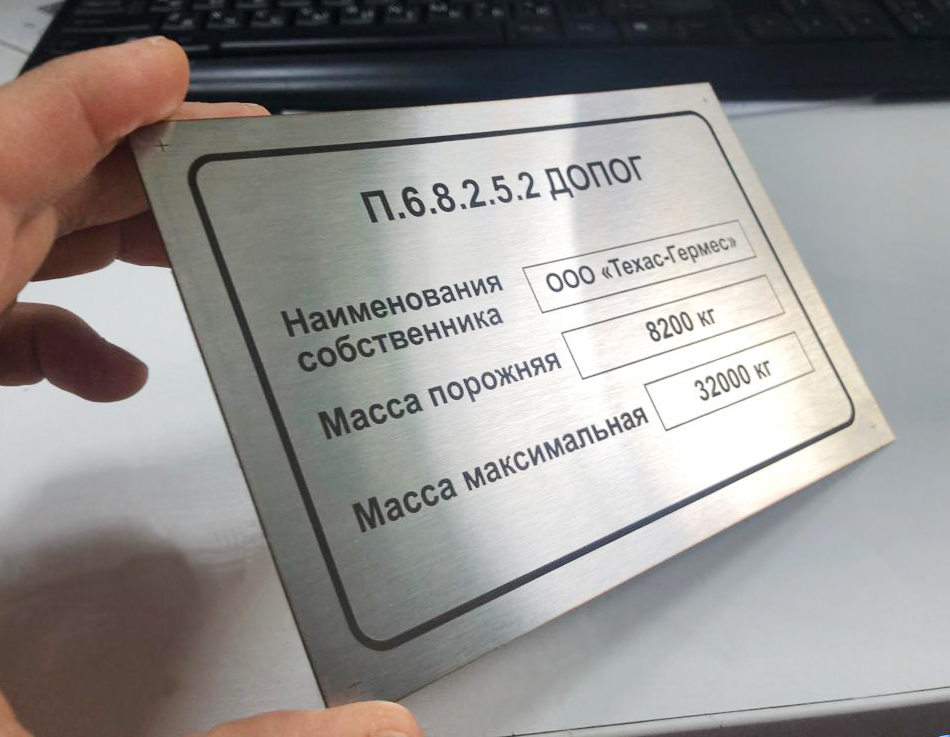 П.6.8.2.5.2 ДОПОГ
Наименования
собственника
ООО «Техас-Гермес»
Масса порожняя
8200 кг
Масса максимальная
32000 кг